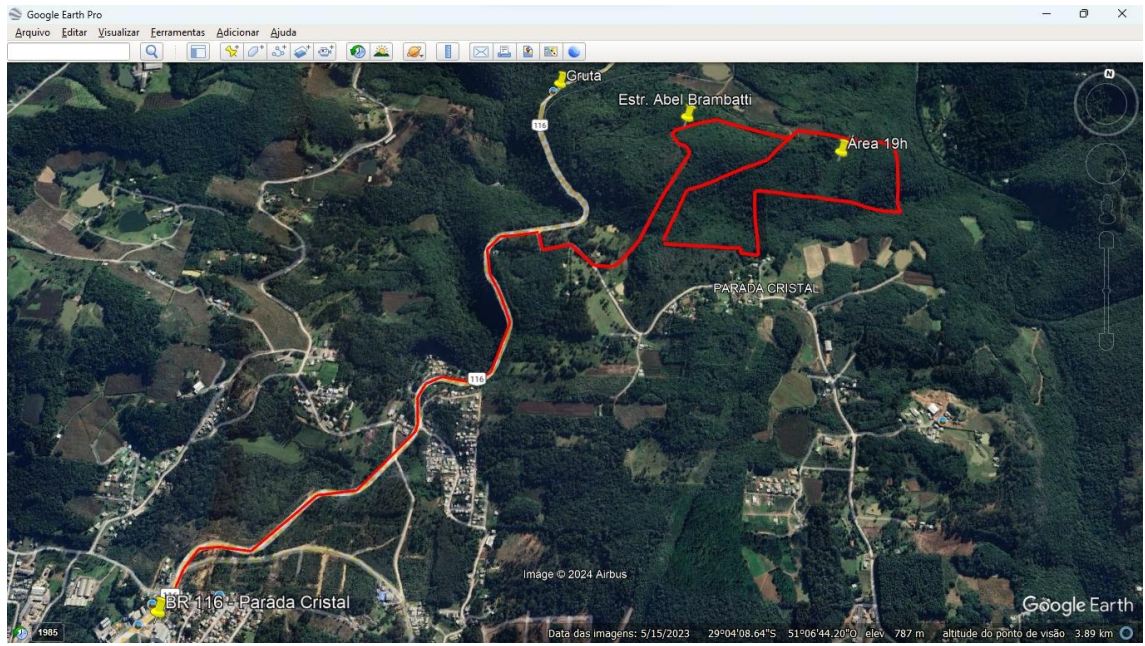 Google Earth Pro
Arquivo Editar Visualizar Ferramentas Adicionar Ajuda
N
Gruta
Estr. Abel Brambatti
116
Área 19h
PARADA CRISTAL
116
Image © 2024 Airbus
BR 116 - Parada Cristal
Google Earth
1985
Data das imagens: 5/15/2023 29°04'08.64"S 51°06'44.20"O elev 787 m altitude do ponto de visão 3.89 km